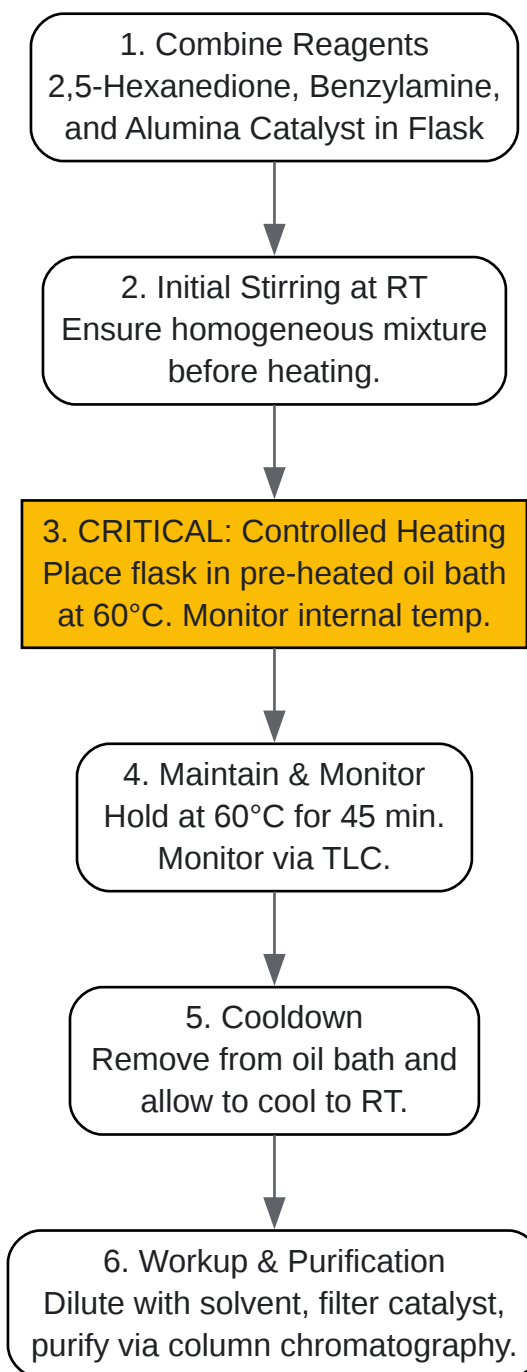 1. Combine Reagents
2,5-Hexanedione, Benzylamine,
and Alumina Catalyst in Flask
2. Initial Stirring at RT
Ensure homogeneous mixture
before heating.
3. CRITICAL: Controlled Heating
Place flask in pre-heated oil bath
at 60°C. Monitor internal temp.
4. Maintain & Monitor
Hold at 60°C for 45 min.
Monitor via TLC.
5. Cooldown
Remove from oil bath and
allow to cool to RT.
6. Workup & Purification
Dilute with solvent, filter catalyst,
purify via column chromatography.